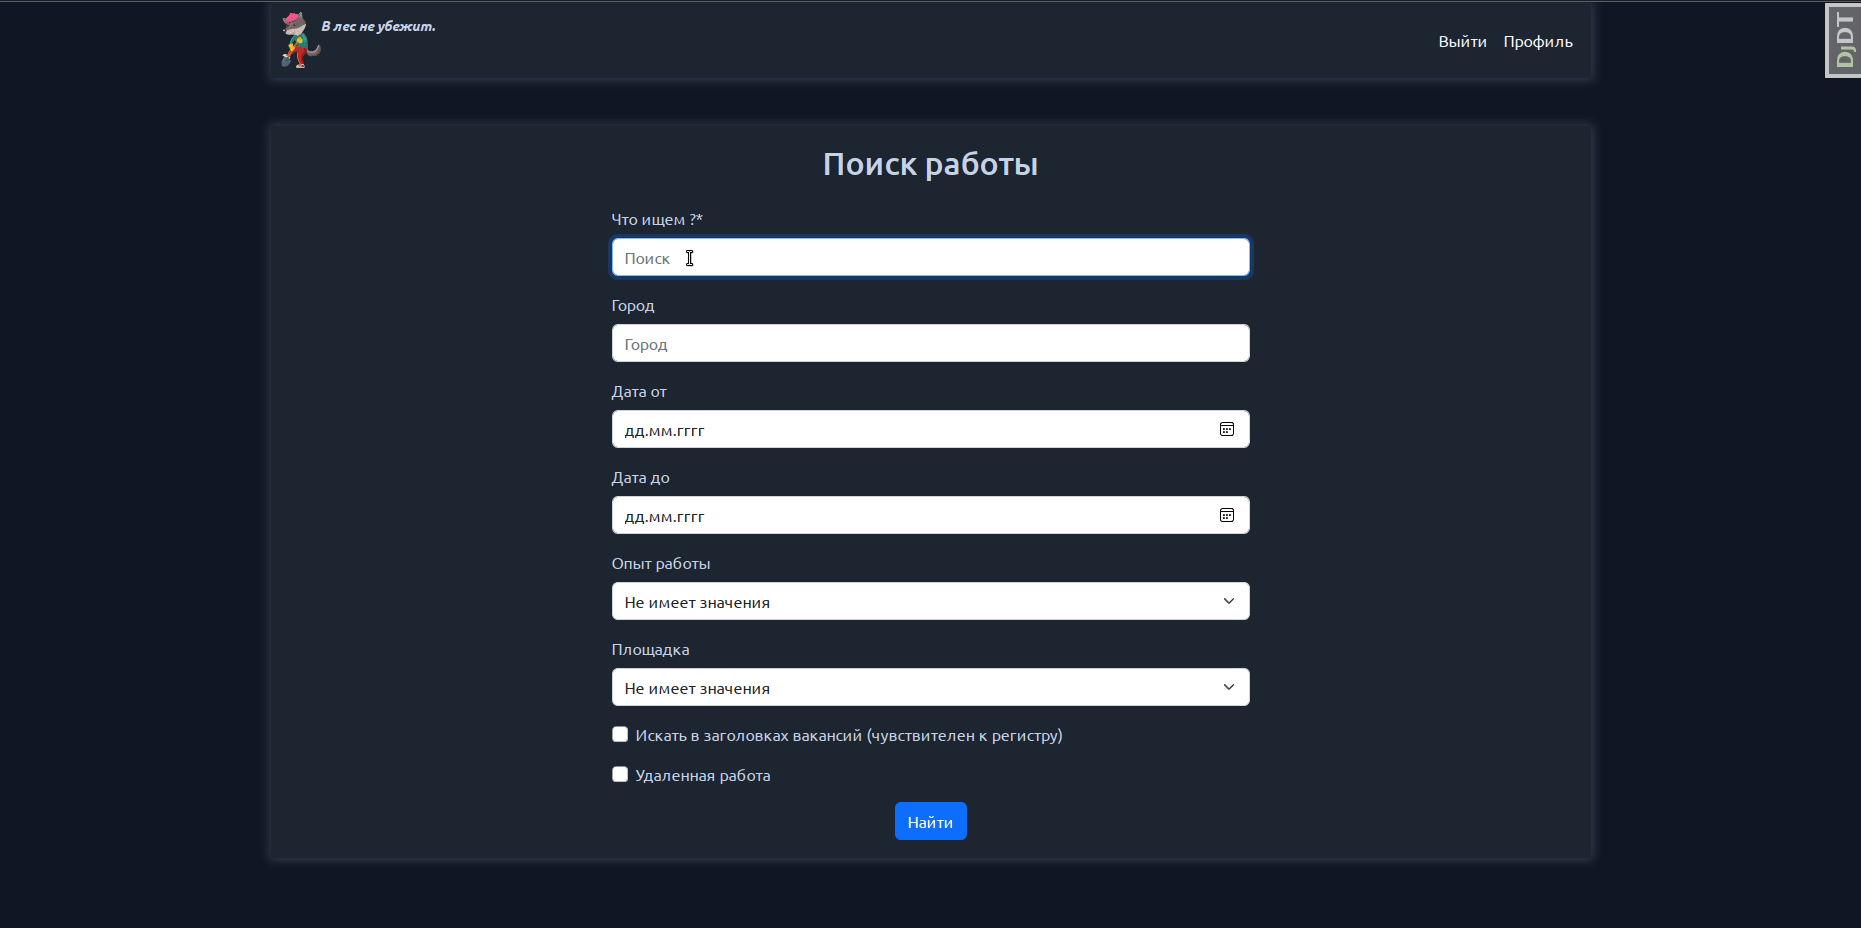 В лес не убежит.
Выйти Профиль
DjDT
Поиск работы
Что ищем ?*
Поиск
Город
Город
Дата от
дд.мм.гггг
Дата до
дд.мм.гггг
Опыт работы
Не имеет значения
Площадка
Не имеет значения
Искать в заголовках вакансий (чувствителен к регистру)
Удаленная работа
Найти